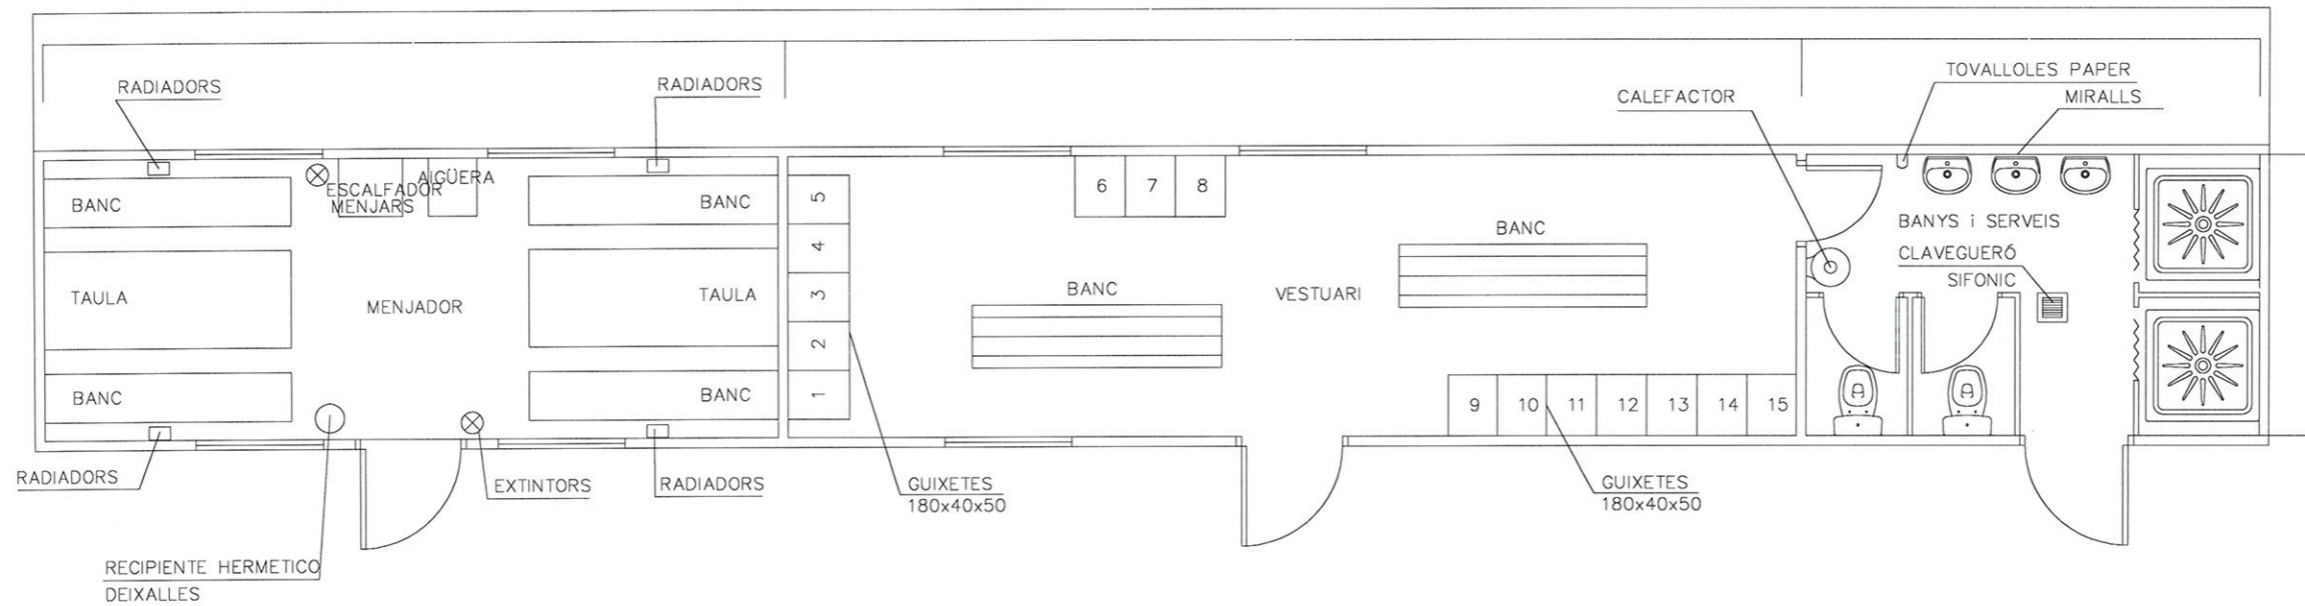 RADIADORS
RADIADORS
TOVALLOLES PAPER
CALEFACTOR
MIRALLS
AIGÜERA
ESCALFADOR
MENJARS
BANC
BANC
5
6
7
8
BANC
BANYS i SERVEIS
4
CLAVEGUERÓ
SIFONIC
TAULA
MENJADOR
TAULA
3
BANC
VESTUARI
2
BANC
BANC
1
9
10
11
12
13
14
15
RADIADORS
EXTINTORS
RADIADORS
GUIXETES
180x40x50
GUIXETES
180x40x50
RECIPIENTE HERMETICO
DEIXALLES